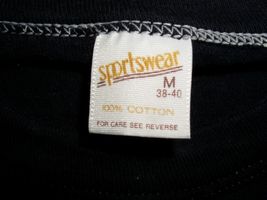 sportswear
M
38-40
100% COTTON
FOR CARE SEE REVERSE